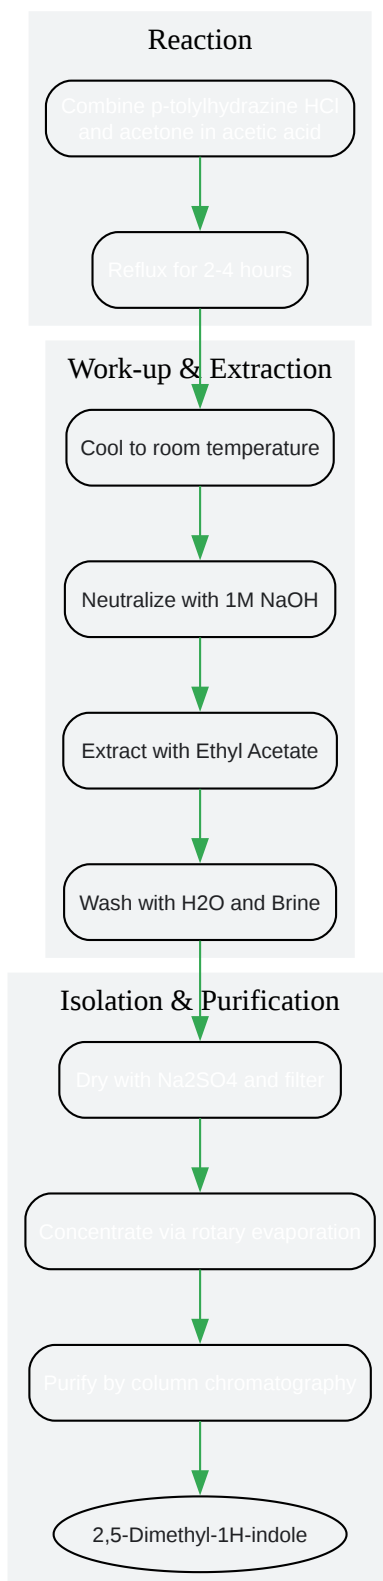 Reaction
Combine p-tolylhydrazine HCl
and acetone in acetic acid
Reflux for 2-4 hours
Work-up & Extraction
Cool to room temperature
Neutralize with 1M NaOH
Extract with Ethyl Acetate
Wash with H2O and Brine
Isolation & Purification
Dry with Na2SO4 and filter
Concentrate via rotary evaporation
Purify by column chromatography
2,5-Dimethyl-1H-indole